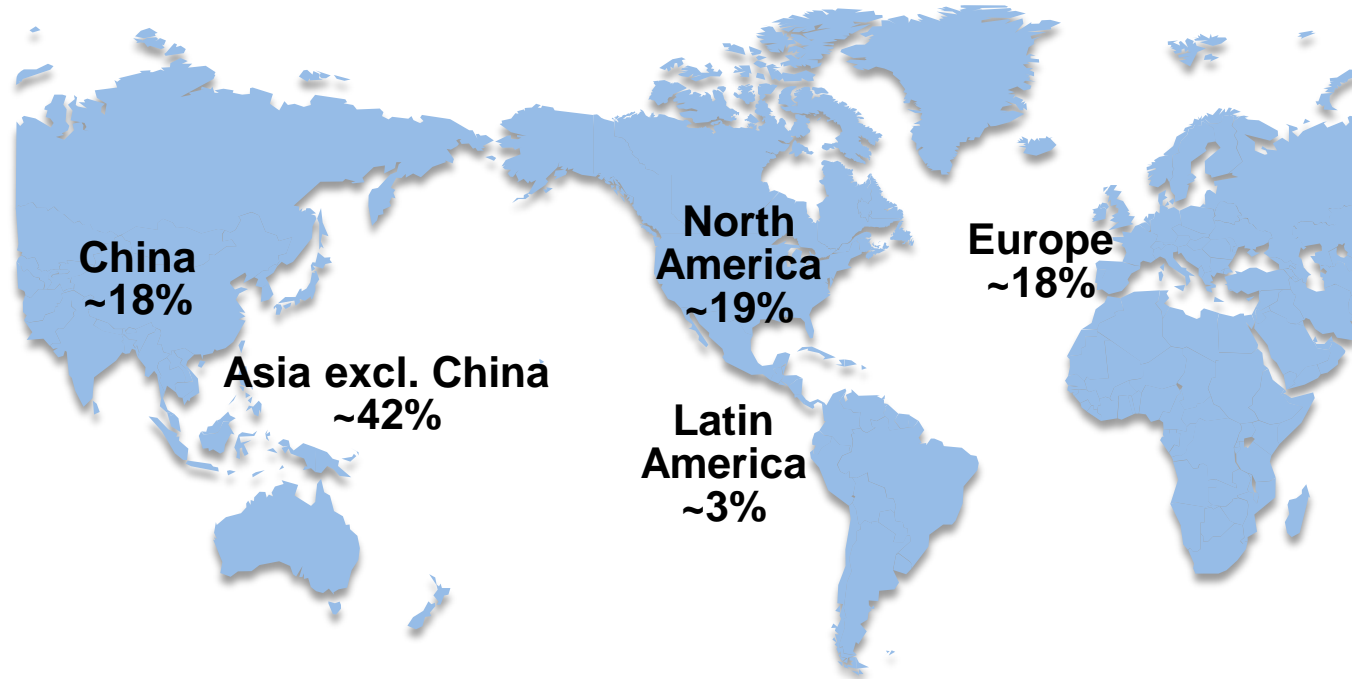 China
~18%
Asia excl. China
~42%
North
America
~19%
Latin
America
~3%
Europe
~18%